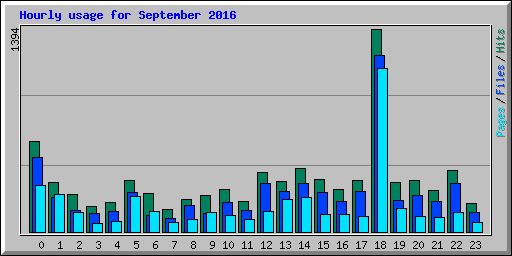 Hourly usage for September 2016
1394
Pages/Files/Hits
0 1 2 3 4 5 6 7 8 9 10 11 12 13 14 15 16 17 18 19 20 21 22 23